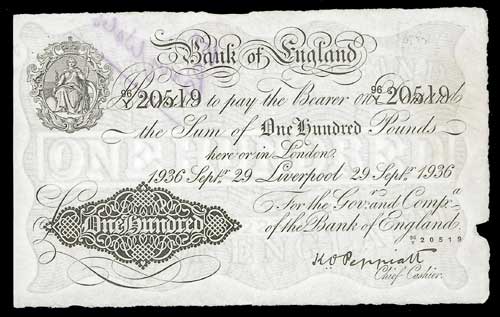 Bank of England
96/Y 20519 to pay the Bearer on Demand 96/Y 20519
the Sum of One Hundred Pounds
here or in London
1936 Septr. 29 Liverpool 29 Septr. 1936
For the Govr. and Compa.
of the Bank of England.
One Hundred
96/Y 20519
K O Peppiatt
Chief Cashier.
ONE HUNDRED